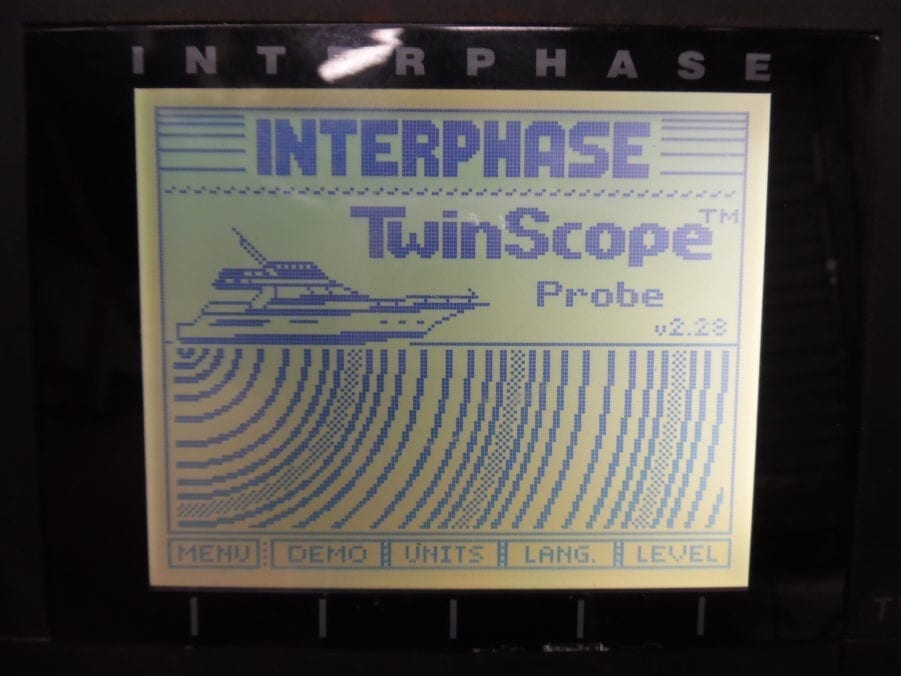 INTERPHASE
INTERPHASE
TwinScope™
Probe
v2.28
MENU DEMO UNITS LANG. LEVEL